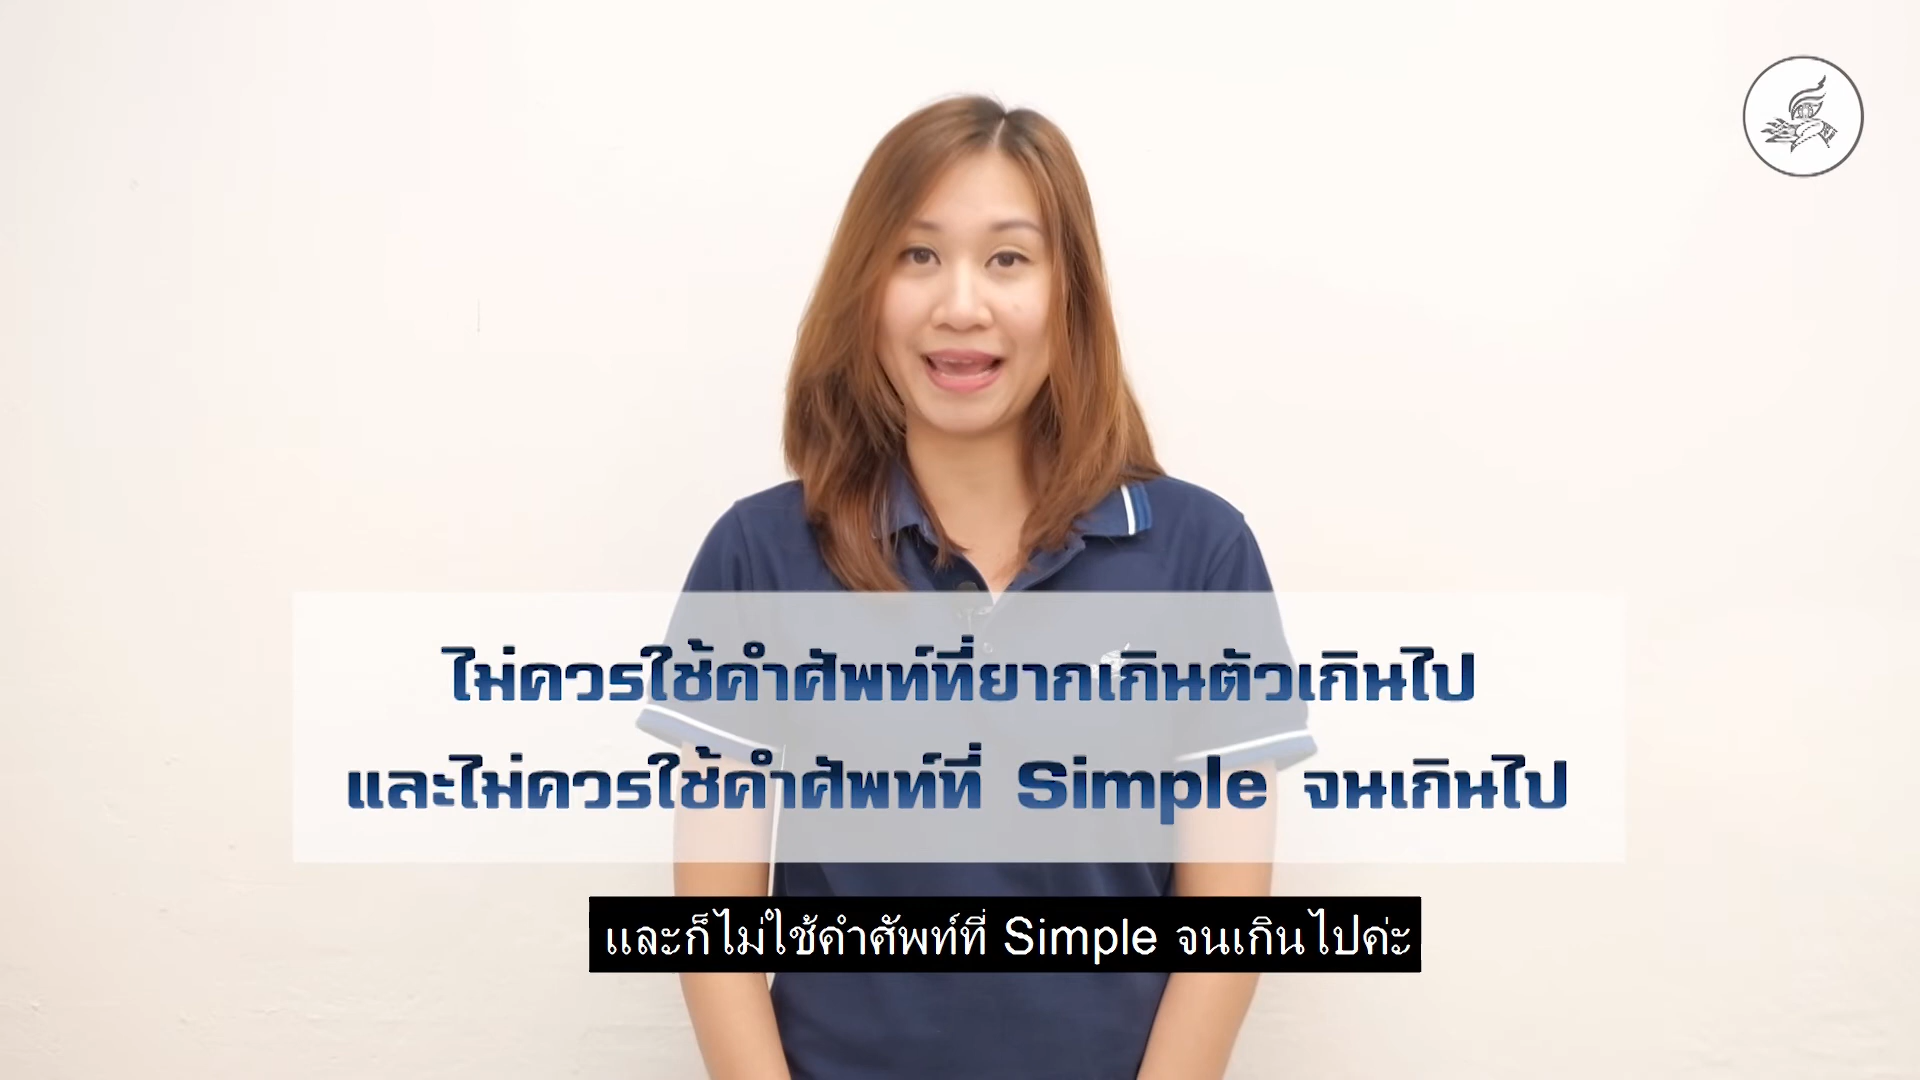 ไม่ควรใช้คำศัพท์ที่ยากเกินตัวเกินไป
และไม่ควรใช้คำศัพท์ที่ Simple จนเกินไป
และก็ไม่ใช้คำศัพท์ที่ Simple จนเกินไปค่ะ